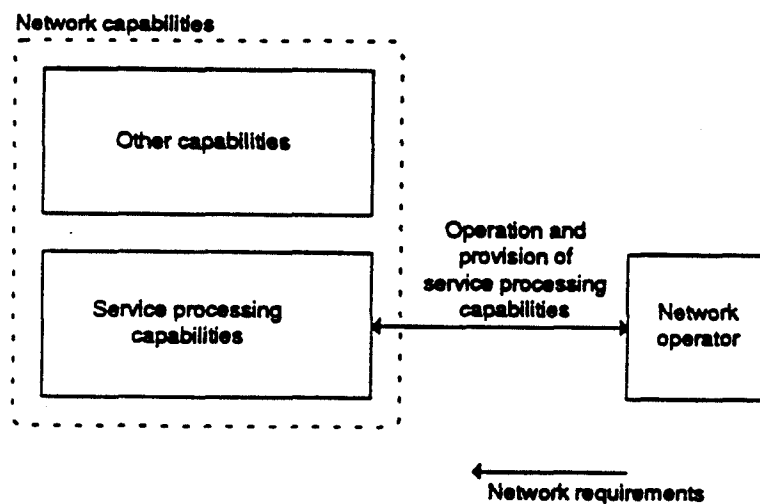 Network capabilities
Other capabilities
Operation and
provision of
service processing
capabilities
Service processing
capabilities
Network
operator
Network requirements